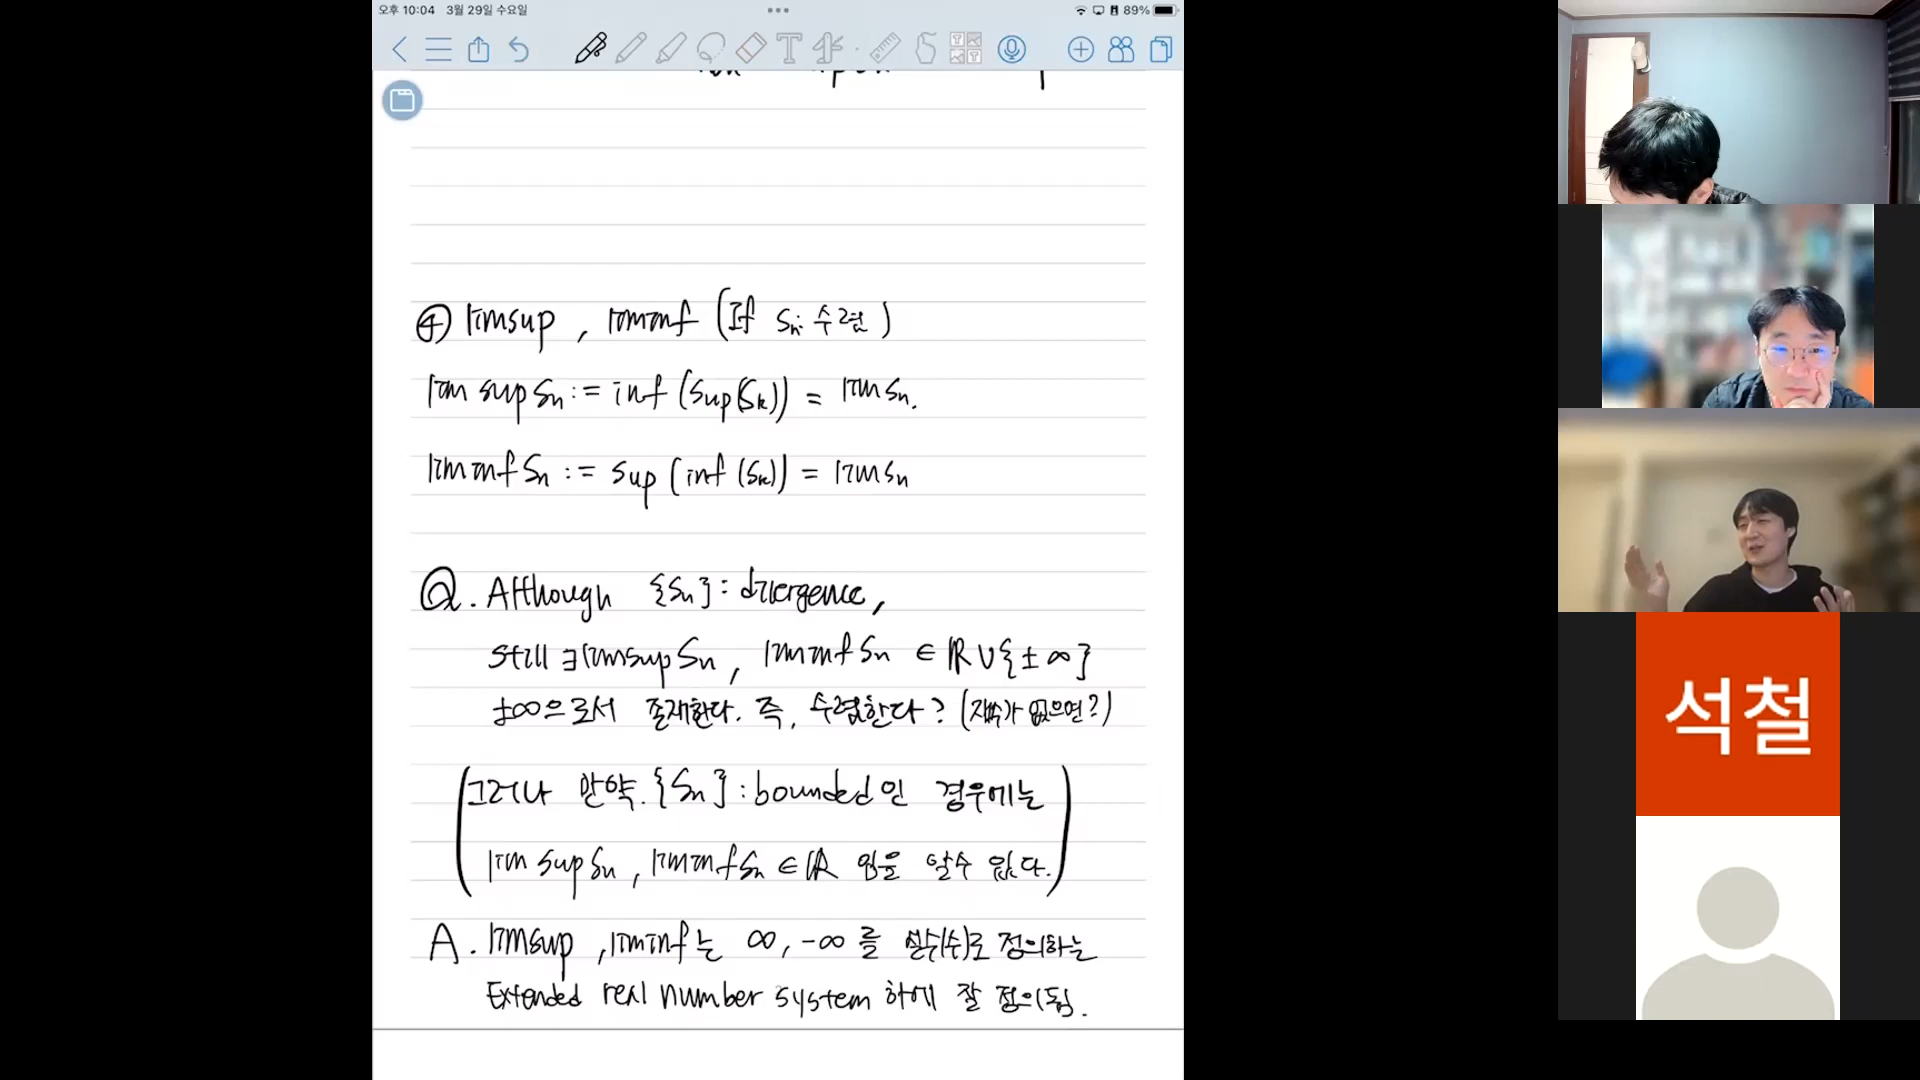 오후 10:04 3월 29일 수요일
89%
⊕ limsup , liminf (If Sn: 수렴)
lim sup Sn := inf (sup(Sk)) = lim Sn.
lim inf Sn := sup (inf (Sk)) = lim Sn
Q. Although {Sn} : divergence,
still ∃ limsup Sn , liminf Sn ∈ ℝ ∪ {± ∞}
±∞으로서 존재한다. 즉, 수렴한다? (재수가 없으면?)
(그러나 만약. {Sn} : bounded 인 경우에는
lim sup Sn , liminf Sn ∈ ℝ 임을 알수 있다.)
A. limsup , liminf는 ∞, -∞ 를 실수(수)로 정의하는
Extended real number system 하에 잘 정의(됨).
석철